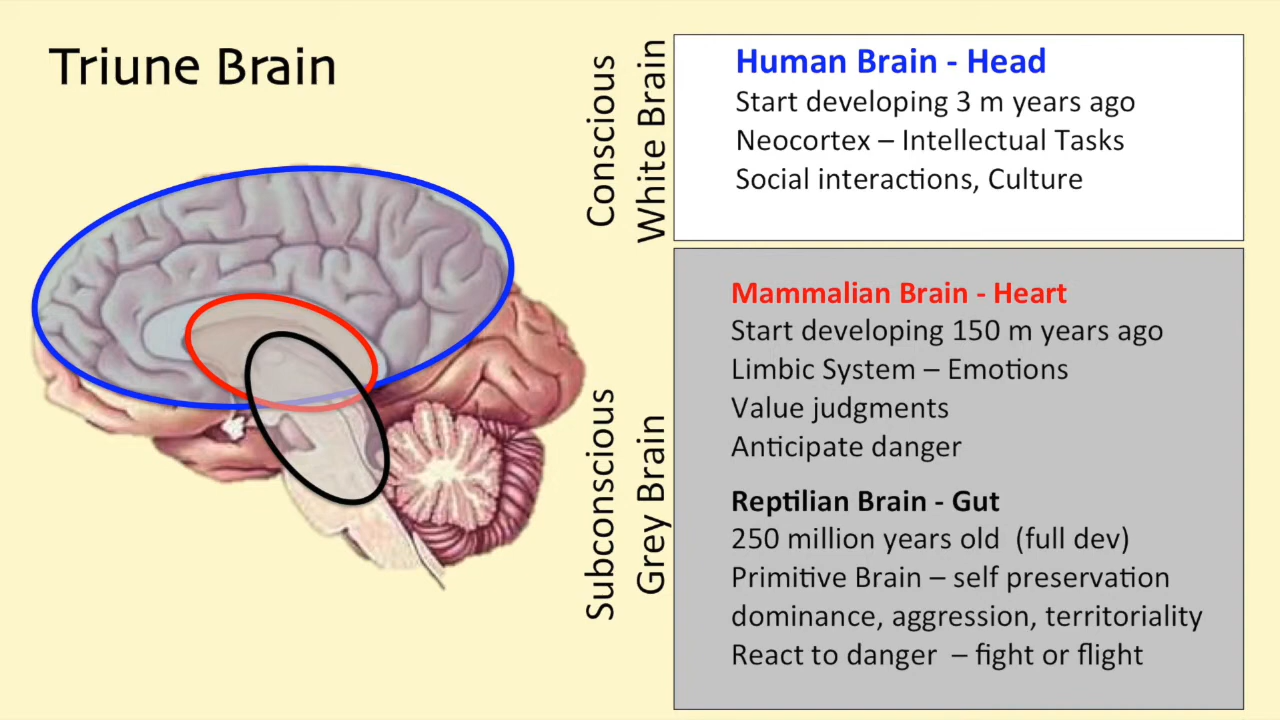 Triune Brain
Conscious
White Brain
Human Brain - Head
Start developing 3 m years ago
Neocortex – Intellectual Tasks
Social interactions, Culture
Subconscious
Grey Brain
Mammalian Brain - Heart
Start developing 150 m years ago
Limbic System – Emotions
Value judgments
Anticipate danger
Reptilian Brain - Gut
250 million years old (full dev)
Primitive Brain – self preservation
dominance, aggression, territoriality
React to danger – fight or flight